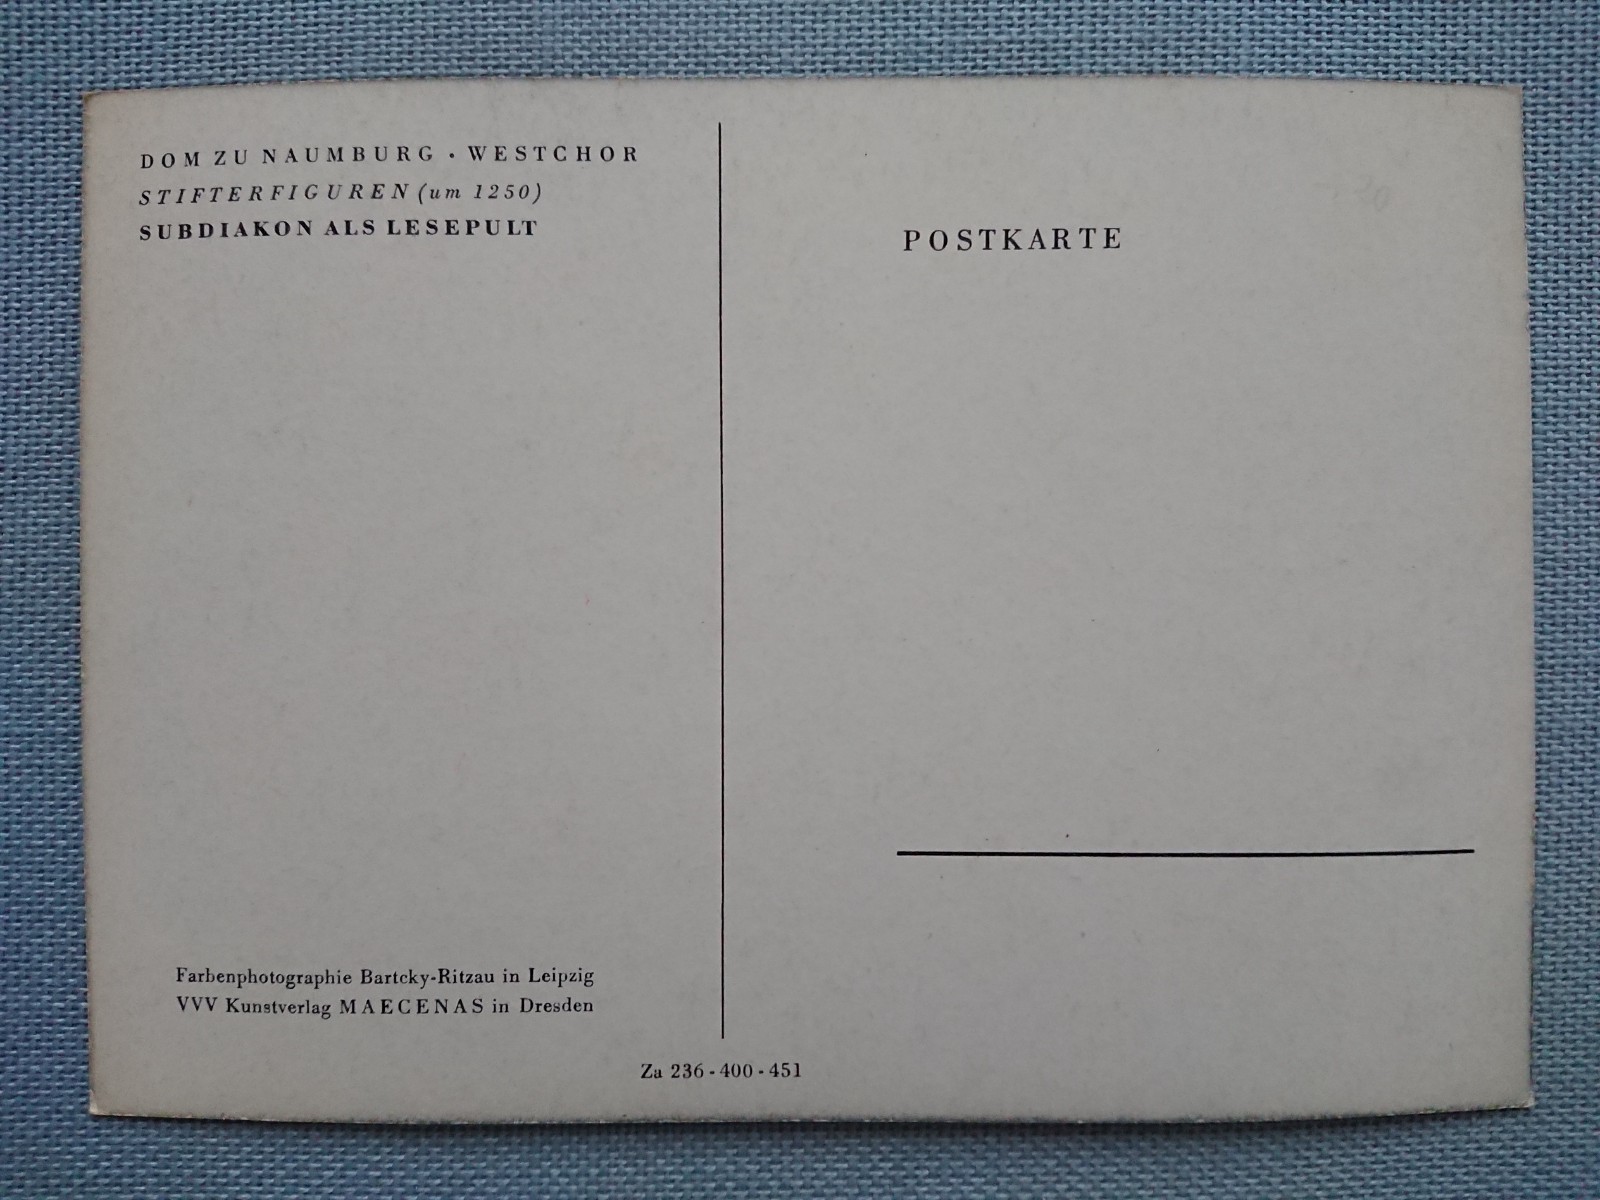 DOM ZU NAUMBURG · WESTCHOR
STIFTERFIGUREN (um 1250)
SUBDIAKON ALS LESEPULT
POSTKARTE
Farbenphotographie Bartcky-Ritzau in Leipzig
VVV Kunstverlag MAECENAS in Dresden
Za 236 - 400 - 451